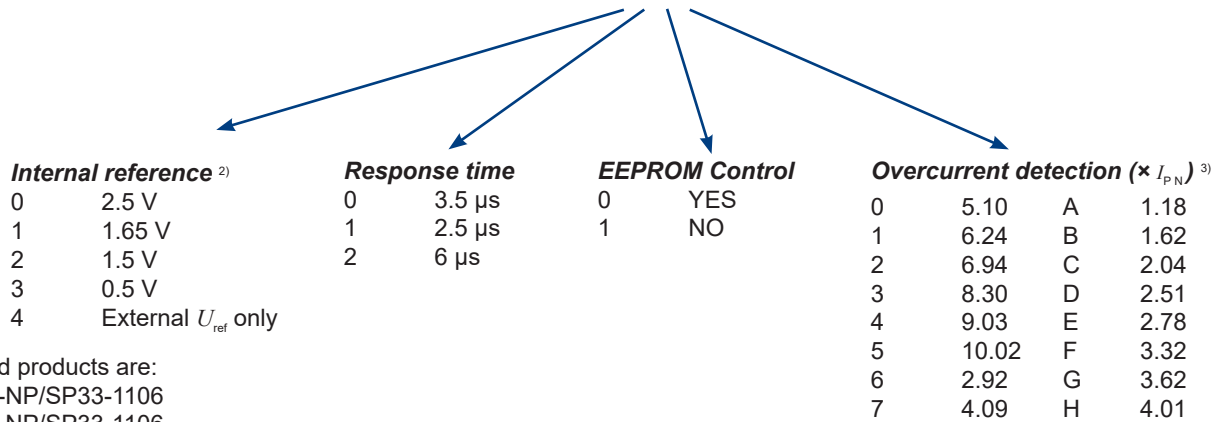 Internal reference 2)
0 2.5 V
1 1.65 V
2 1.5 V
3 0.5 V
4 External Uref only
Response time
0 3.5 µs
1 2.5 µs
2 6 µs
EEPROM Control
0 YES
1 NO
Overcurrent detection (× IPN) 3)
0 5.10 A 1.18
1 6.24 B 1.62
2 6.94 C 2.04
3 8.30 D 2.51
4 9.03 E 2.78
5 10.02 F 3.32
6 2.92 G 3.62
7 4.09 H 4.01
d products are:
-NP/SP33-1106